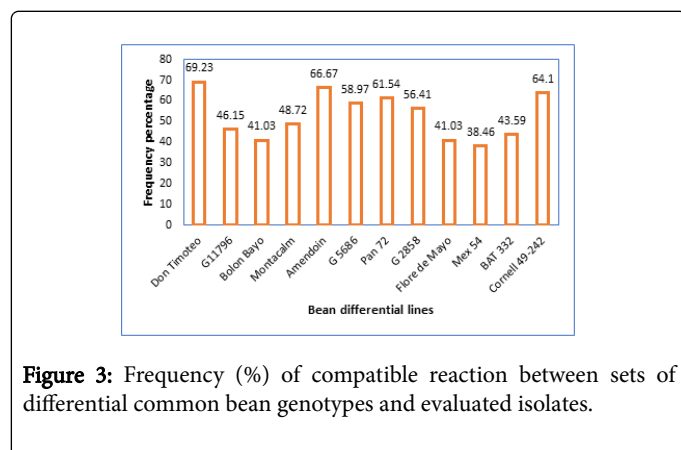 80
70
60
50
40
30
20
10
0
Frequency percentage
69.23
46.15
41.03
48.72
66.67
58.97
61.54
56.41
41.03
38.46
43.59
64.1
Don Timoteo
G11796
Bolon Bayo
Montacalm
Amendoin
G 5686
Pan 72
G 2858
Flore de Mayo
Mex 54
BAT 332
Cornell 49-242
Bean differential lines
Figure 3: Frequency (%) of compatible reaction between sets of
differential common bean genotypes and evaluated isolates.